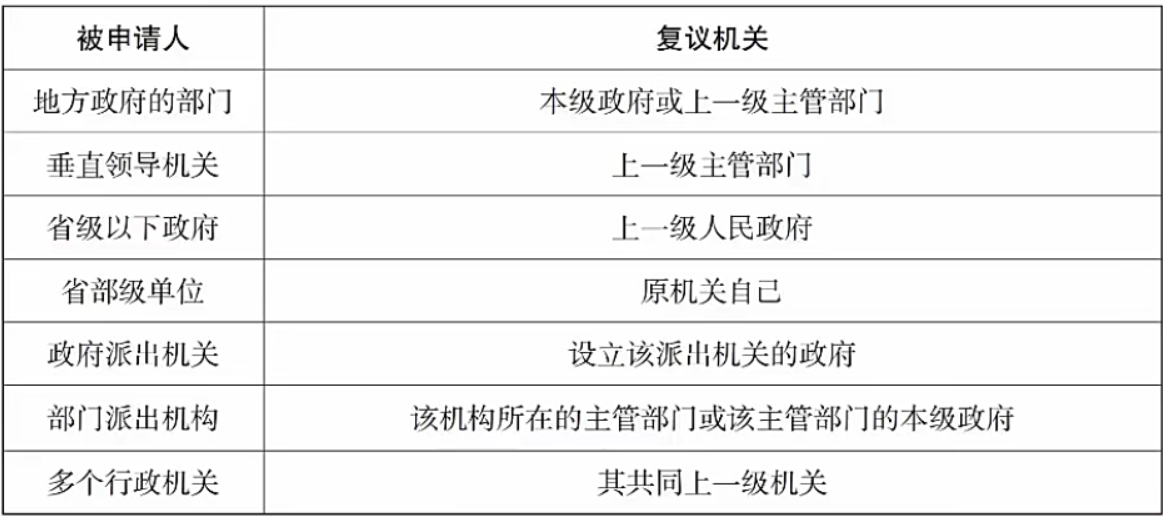 被申请人 复议机关
地方政府的部门 本级政府或上一级主管部门
垂直领导机关 上一级主管部门
省级以下政府 上一级人民政府
省部级单位 原机关自己
政府派出机关 设立该派出机关的政府
部门派出机构 该机构所在的主管部门或该主管部门的本级政府
多个行政机关 其共同上一级机关